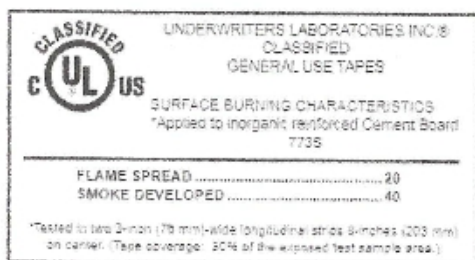 CLASSIFIED
C UL US
®
UNDERWRITERS LABORATORIES INC.®
CLASSIFIED
GENERAL USE TAPES
SURFACE BURNING CHARACTERISTICS
*Applied to inorganic reinforced Cement Board
773S
FLAME SPREAD ........................................ 20
SMOKE DEVELOPED ................................. 40
*Tested in two 3-inch (76 mm)-wide longitudinal strips 8-inches (203 mm)
on center. (Tape coverage: 30% of the exposed test sample area.)